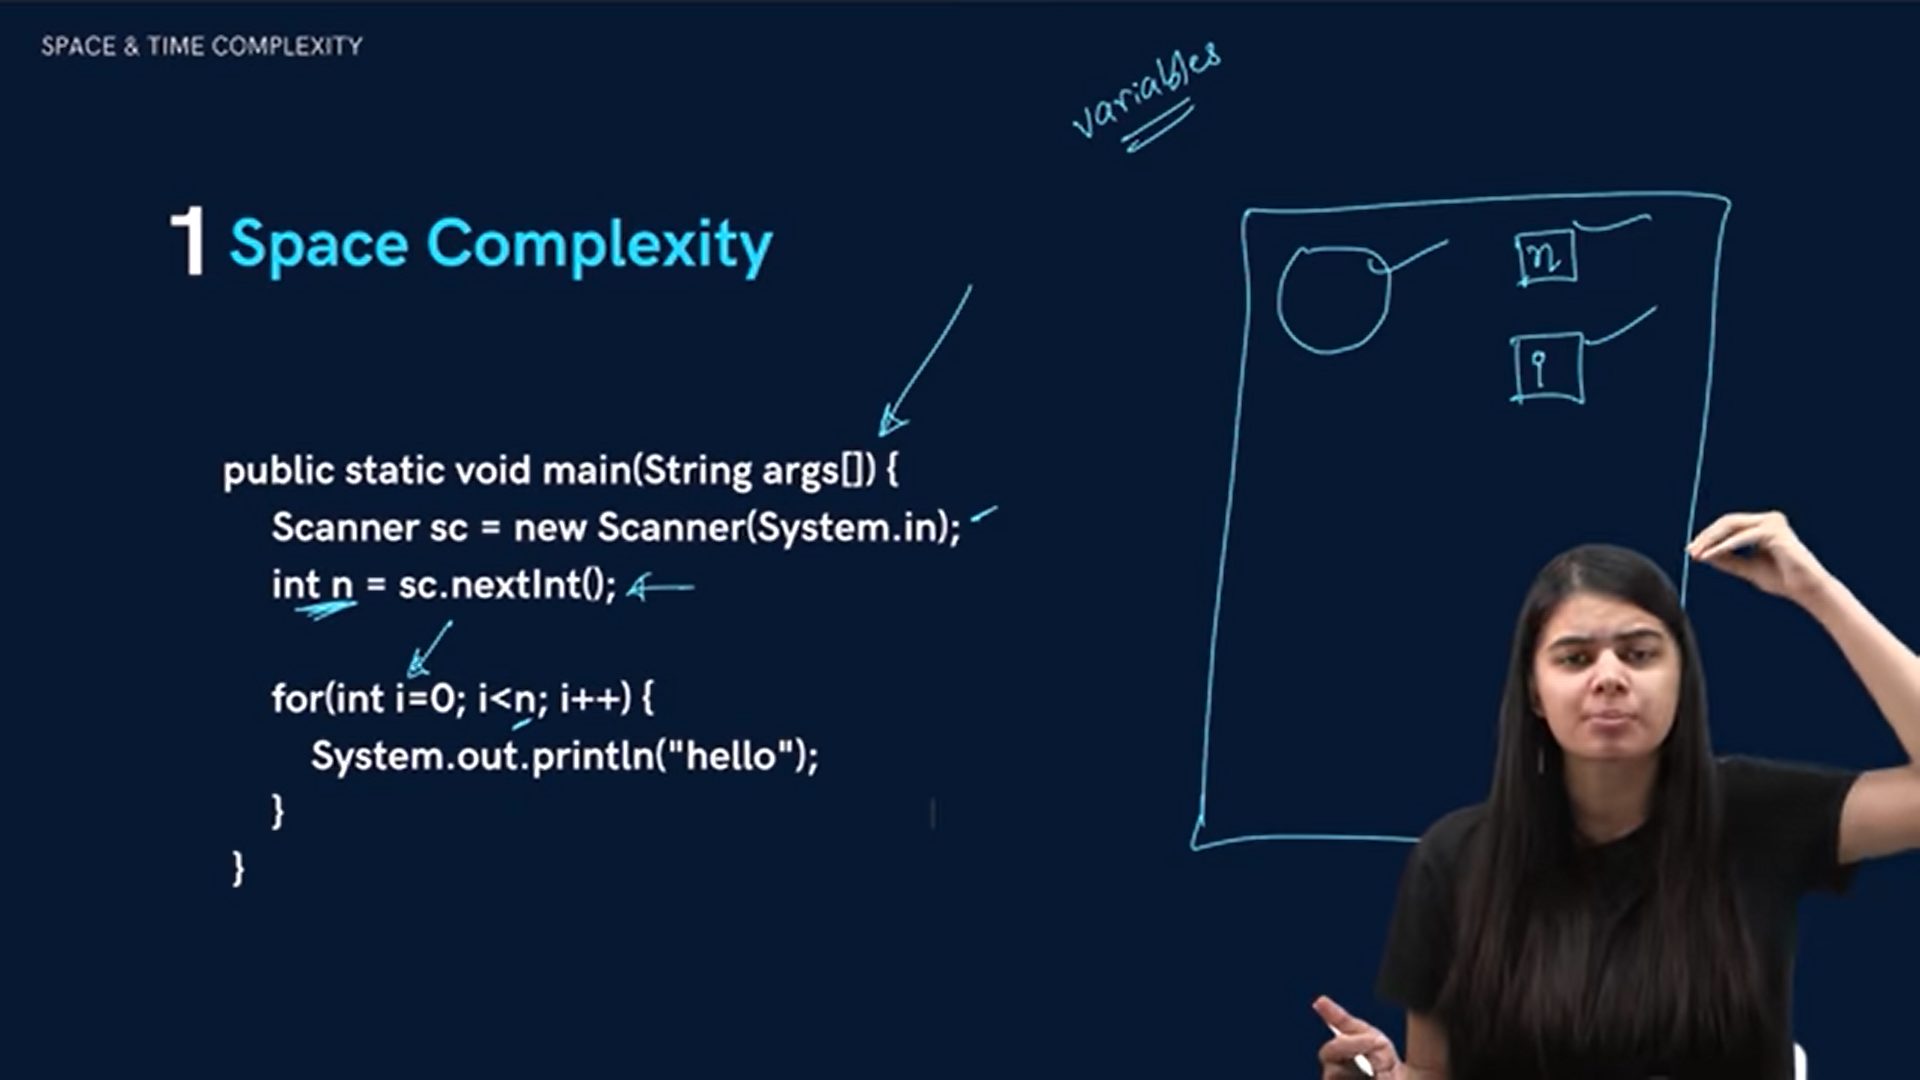 SPACE & TIME COMPLEXITY
variables
1 Space Complexity
n
i
public static void main(String args[]) {
Scanner sc = new Scanner(System.in);
int n = sc.nextInt();
for(int i=0; i<n; i++) {
System.out.println("hello");
}
}